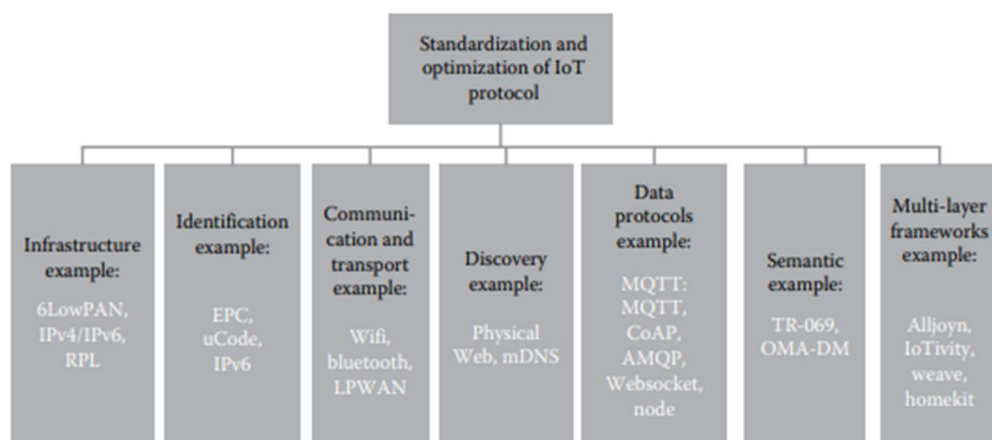 Standardization and
optimization of IoT
protocol
Infrastructure
example:
6LowPAN,
IPv4/IPv6,
RPL
Identification
example:
EPC,
uCode,
IPv6
Communi-
cation and
transport
example:
Wifi,
bluetooth,
LPWAN
Discovery
example:
Physical
Web, mDNS
Data
protocols
example:
MQTT:
MQTT,
CoAP,
AMQP,
Websocket,
node
Semantic
example:
TR-069,
OMA-DM
Multi-layer
frameworks
example:
Alljoyn,
IoTivity,
weave,
homekit